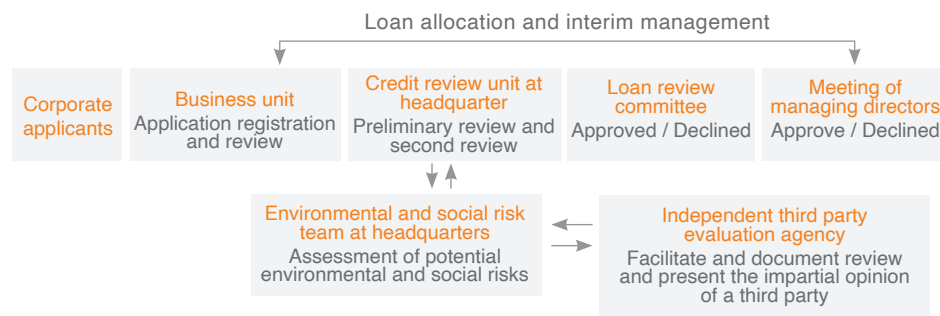 Loan allocation and interim management
Corporate
applicants
Business unit
Application registration
and review
Credit review unit at
headquarter
Preliminary review and
second review
Loan review
committee
Approved / Declined
Meeting of
managing directors
Approve / Declined
Environmental and social risk
team at headquarters
Assessment of potential
environmental and social risks
Independent third party
evaluation agency
Facilitate and document review
and present the impartial opinion
of a third party